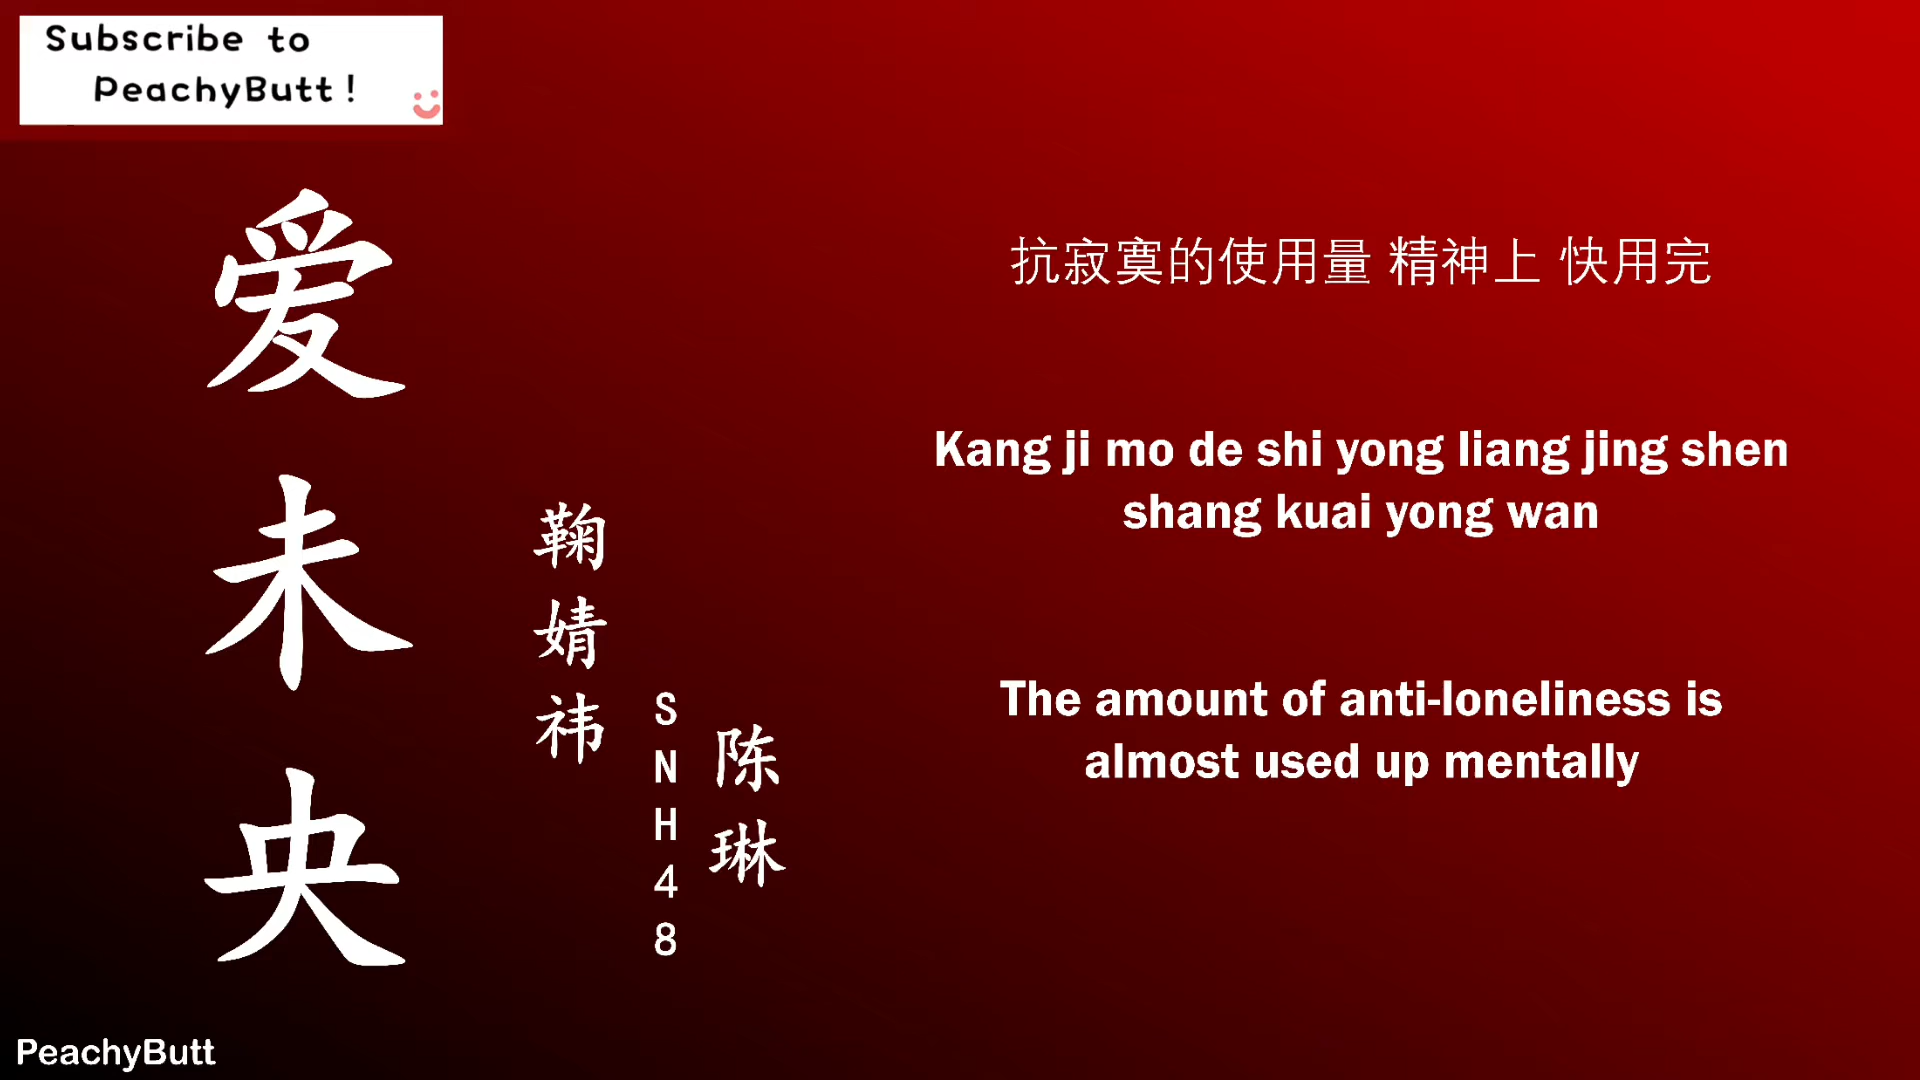 Subscribe to
PeachyButt!
爱未央
鞠婧祎
SNH48
陈琳
抗寂寞的使用量 精神上 快用完
Kang ji mo de shi yong liang jing shen
shang kuai yong wan
The amount of anti-loneliness is
almost used up mentally
PeachyButt